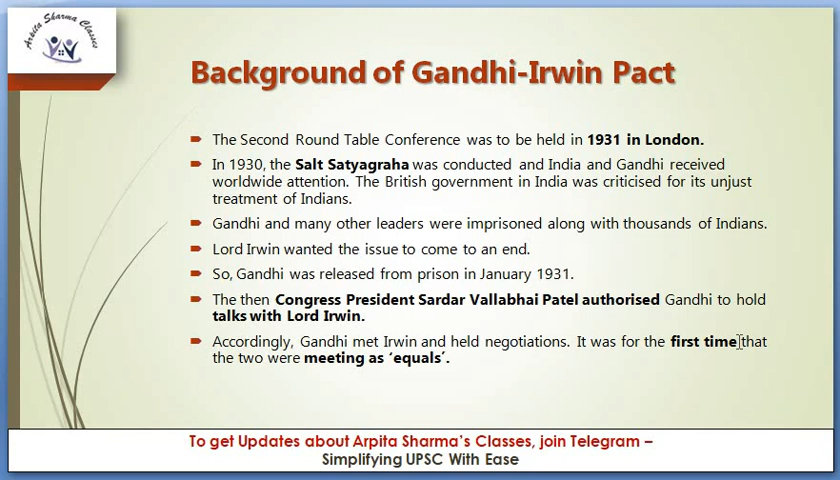 Arpita Sharma Classes
Background of Gandhi-Irwin Pact
The Second Round Table Conference was to be held in 1931 in London.
In 1930, the Salt Satyagraha was conducted and India and Gandhi received
worldwide attention. The British government in India was criticised for its unjust
treatment of Indians.
Gandhi and many other leaders were imprisoned along with thousands of Indians.
Lord Irwin wanted the issue to come to an end.
So, Gandhi was released from prison in January 1931.
The then Congress President Sardar Vallabhai Patel authorised Gandhi to hold
talks with Lord Irwin.
Accordingly, Gandhi met Irwin and held negotiations. It was for the first time that
the two were meeting as ‘equals’.
To get Updates about Arpita Sharma’s Classes, join Telegram –
Simplifying UPSC With Ease